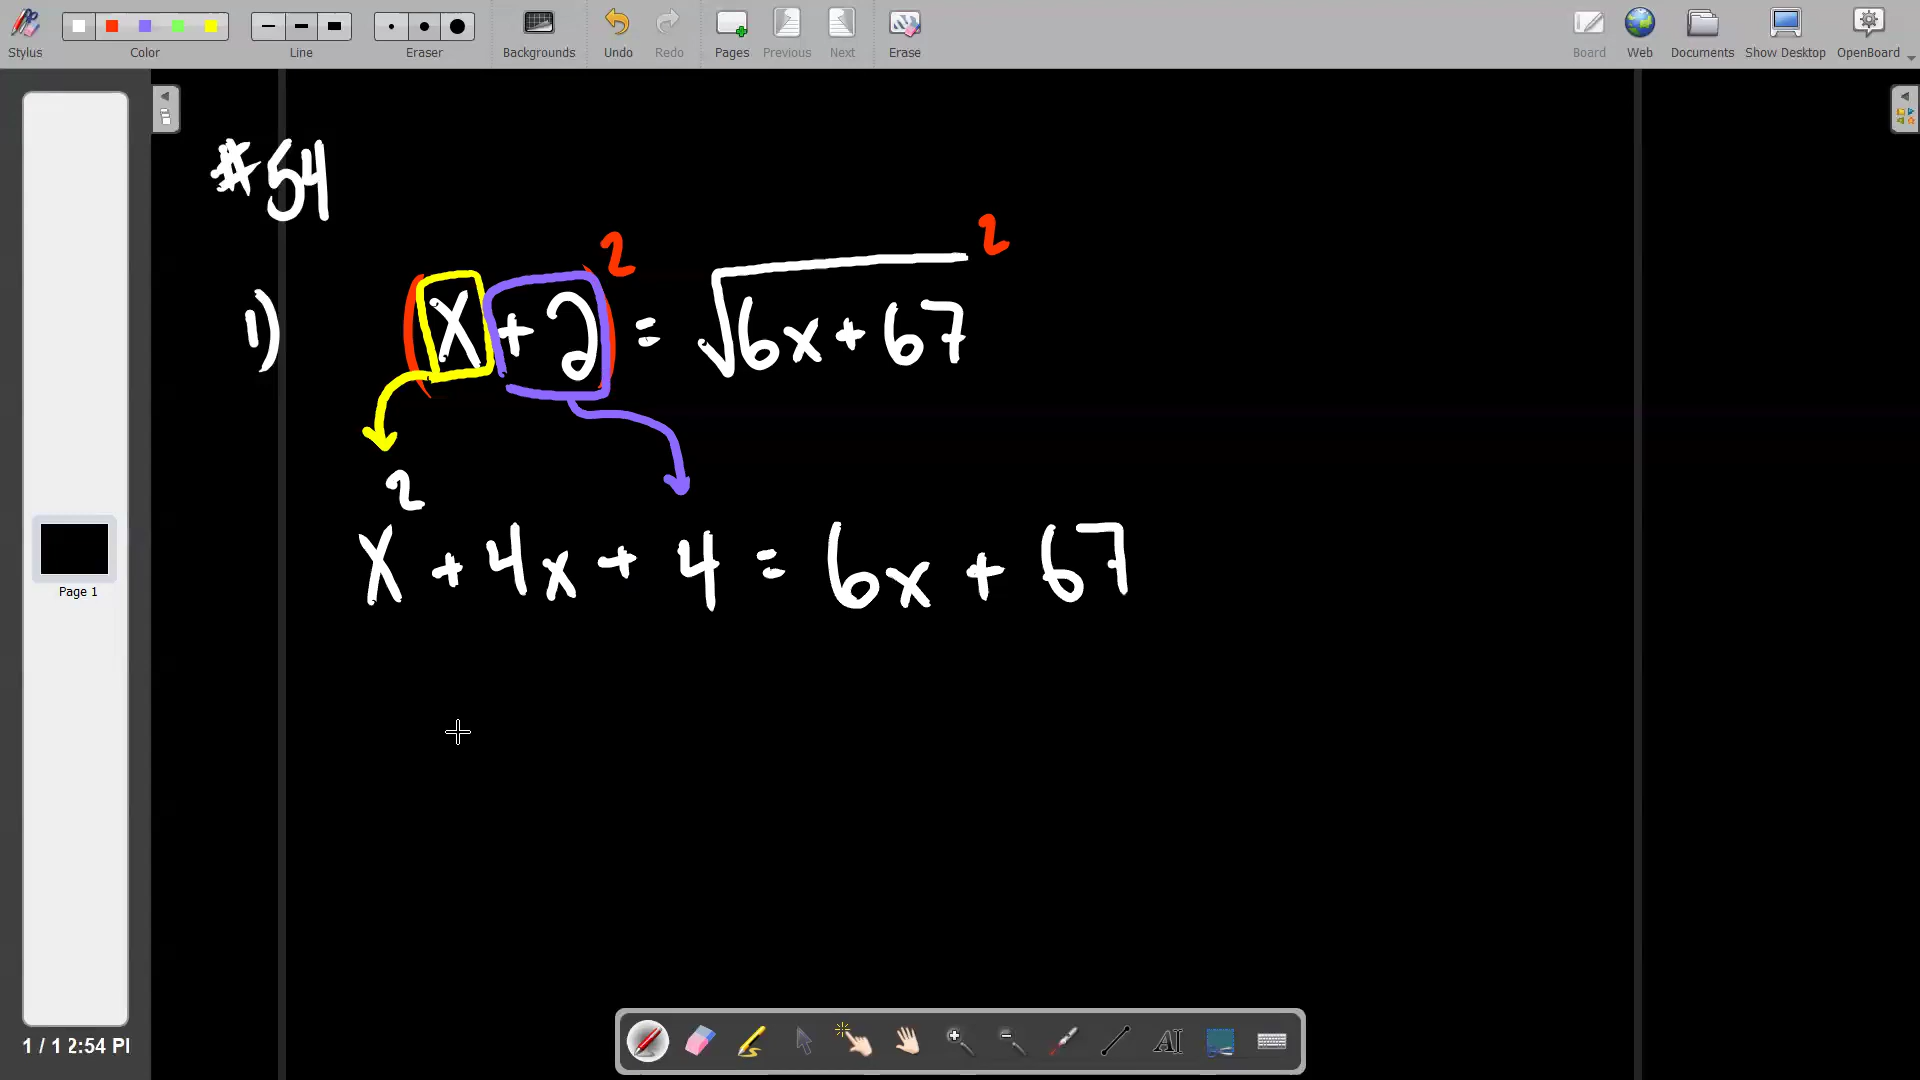 Stylus Color Line Eraser Backgrounds Undo Redo Pages Previous Next Erase Board Web Documents Show Desktop OpenBoard
#54
1) (x + 2)² = √6x + 67 ²
x² + 4x + 4 = 6x + 67
Page 1
1 / 1 2:54 PM